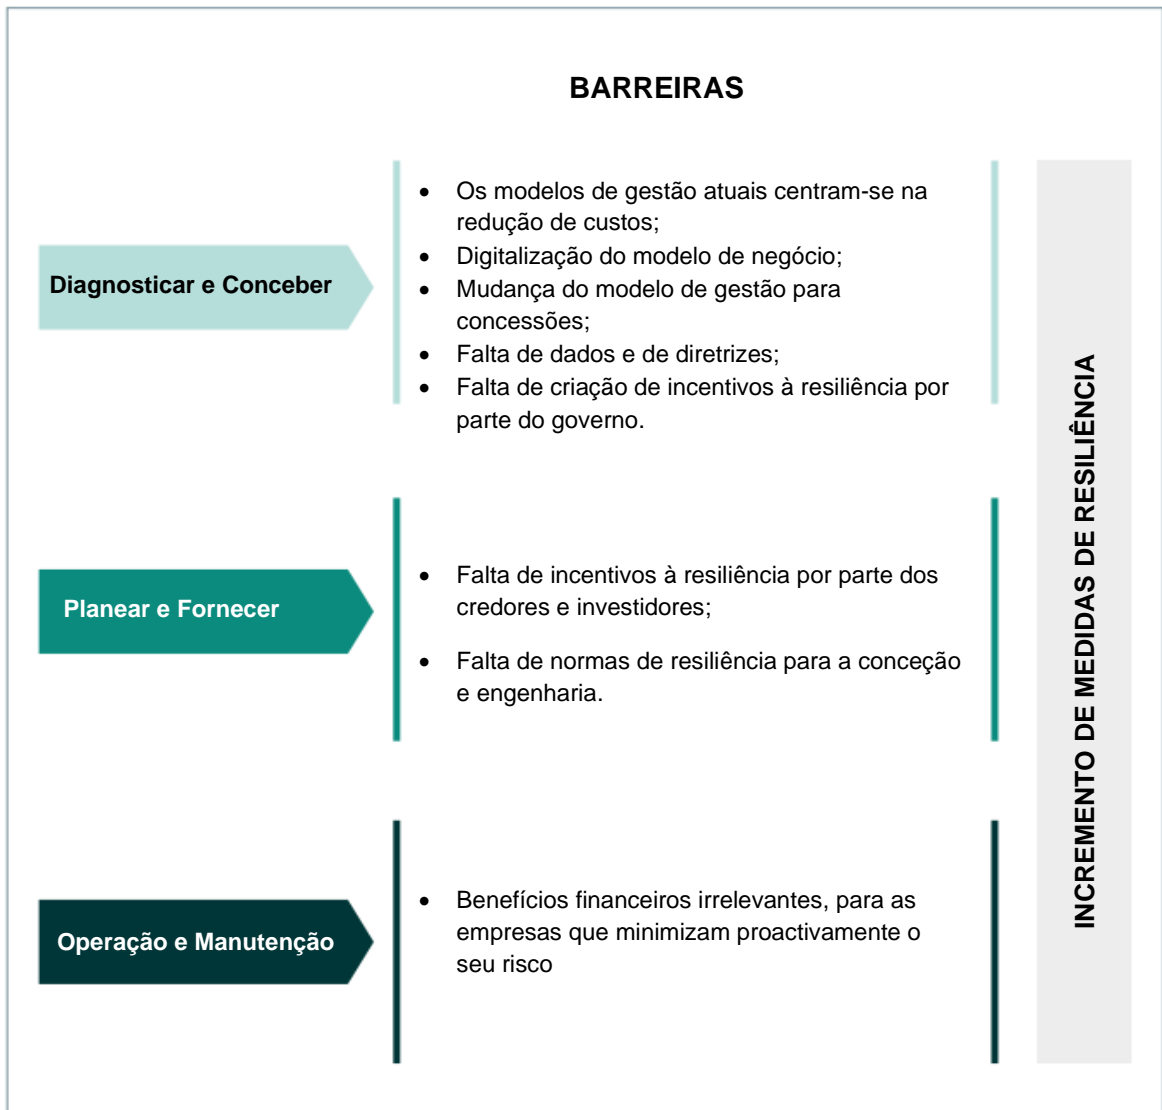 BARREIRAS
Diagnosticar e Conceber
• Os modelos de gestão atuais centram-se na
redução de custos;
• Digitalização do modelo de negócio;
• Mudança do modelo de gestão para
concessões;
• Falta de dados e de diretrizes;
• Falta de criação de incentivos à resiliência por
parte do governo.
Planear e Fornecer
• Falta de incentivos à resiliência por parte dos
credores e investidores;
• Falta de normas de resiliência para a conceção
e engenharia.
Operação e Manutenção
• Benefícios financeiros irrelevantes, para as
empresas que minimizam proactivamente o
seu risco
INCREMENTO DE MEDIDAS DE RESILIÊNCIA